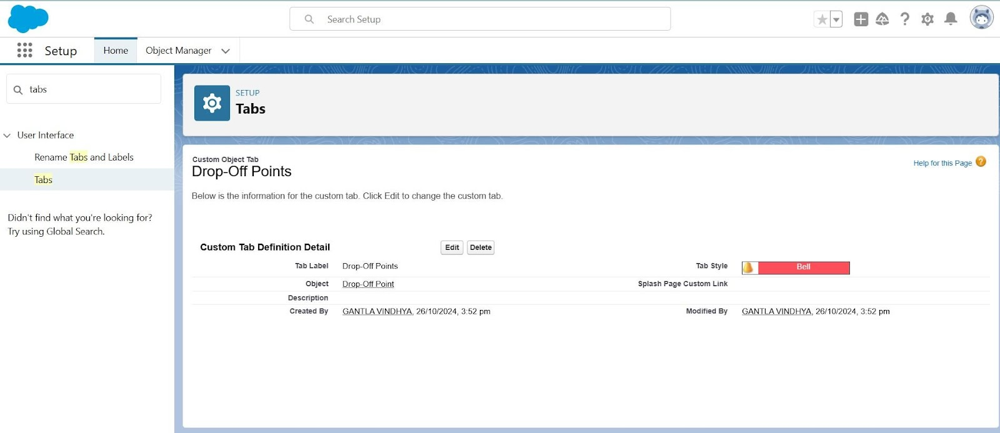 Search Setup
Setup
Home
Object Manager
tabs
User Interface
Rename Tabs and Labels
Tabs
Didn't find what you're looking for?
Try using Global Search.
SETUP
Tabs
Custom Object Tab
Drop-Off Points
Help for this Page ?
Below is the information for the custom tab. Click Edit to change the custom tab.
Custom Tab Definition Detail Edit Delete
Tab Label Drop-Off Points Tab Style Bell
Object Drop-Off Point Splash Page Custom Link
Description
Created By GANTLA VINDHYA, 26/10/2024, 3:52 pm Modified By GANTLA VINDHYA, 26/10/2024, 3:52 pm